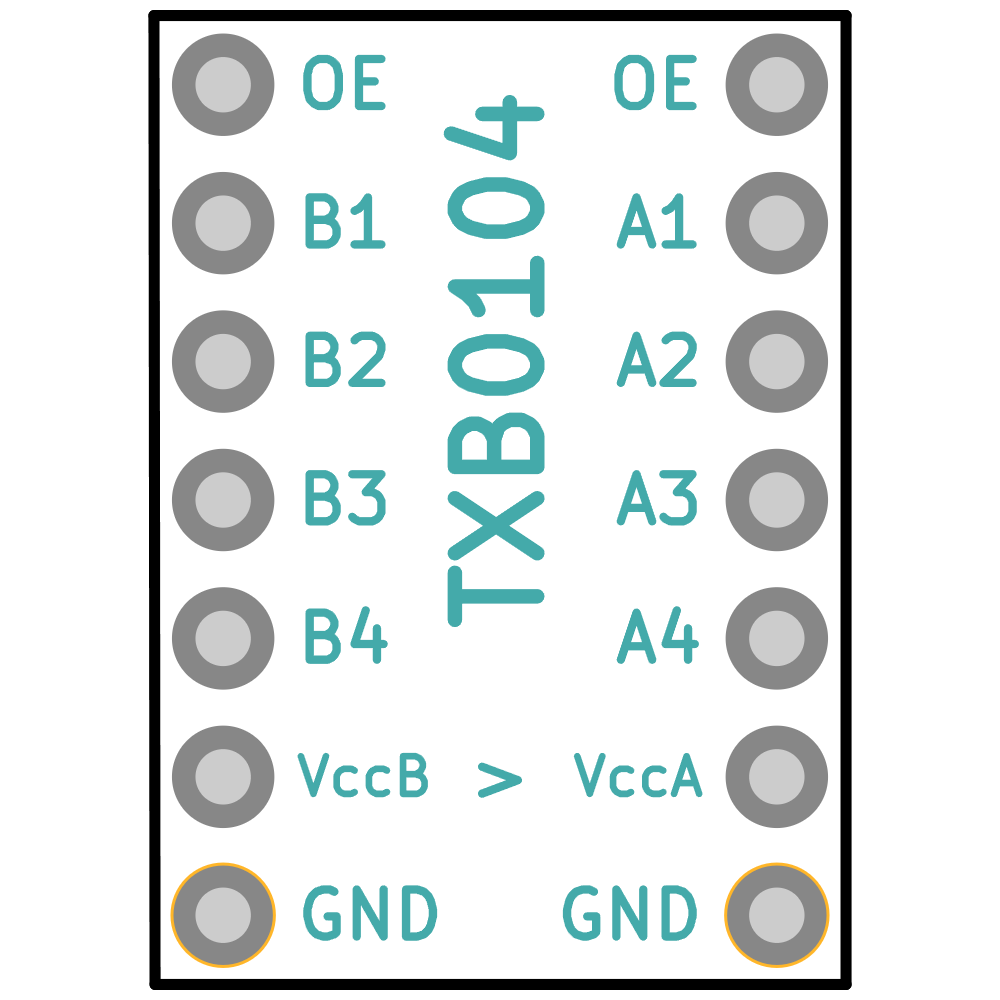 OE OE
B1 A1
B2 A2
B3 A3
B4 A4
VccB > VccA
GND GND
TXB0104